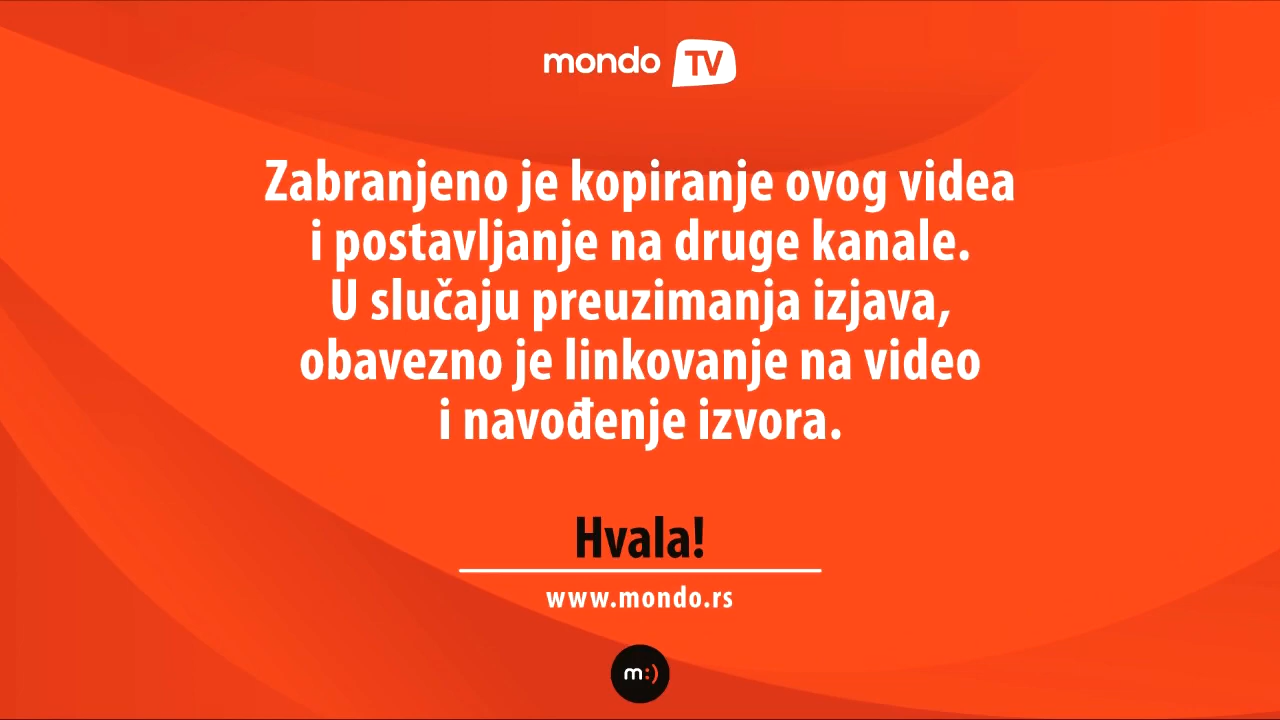 mondo TV
Zabranjeno je kopiranje ovog videa
i postavljanje na druge kanale.
U slučaju preuzimanja izjava,
obavezno je linkovanje na video
i navođenje izvora.
Hvala!
www.mondo.rs
m:)